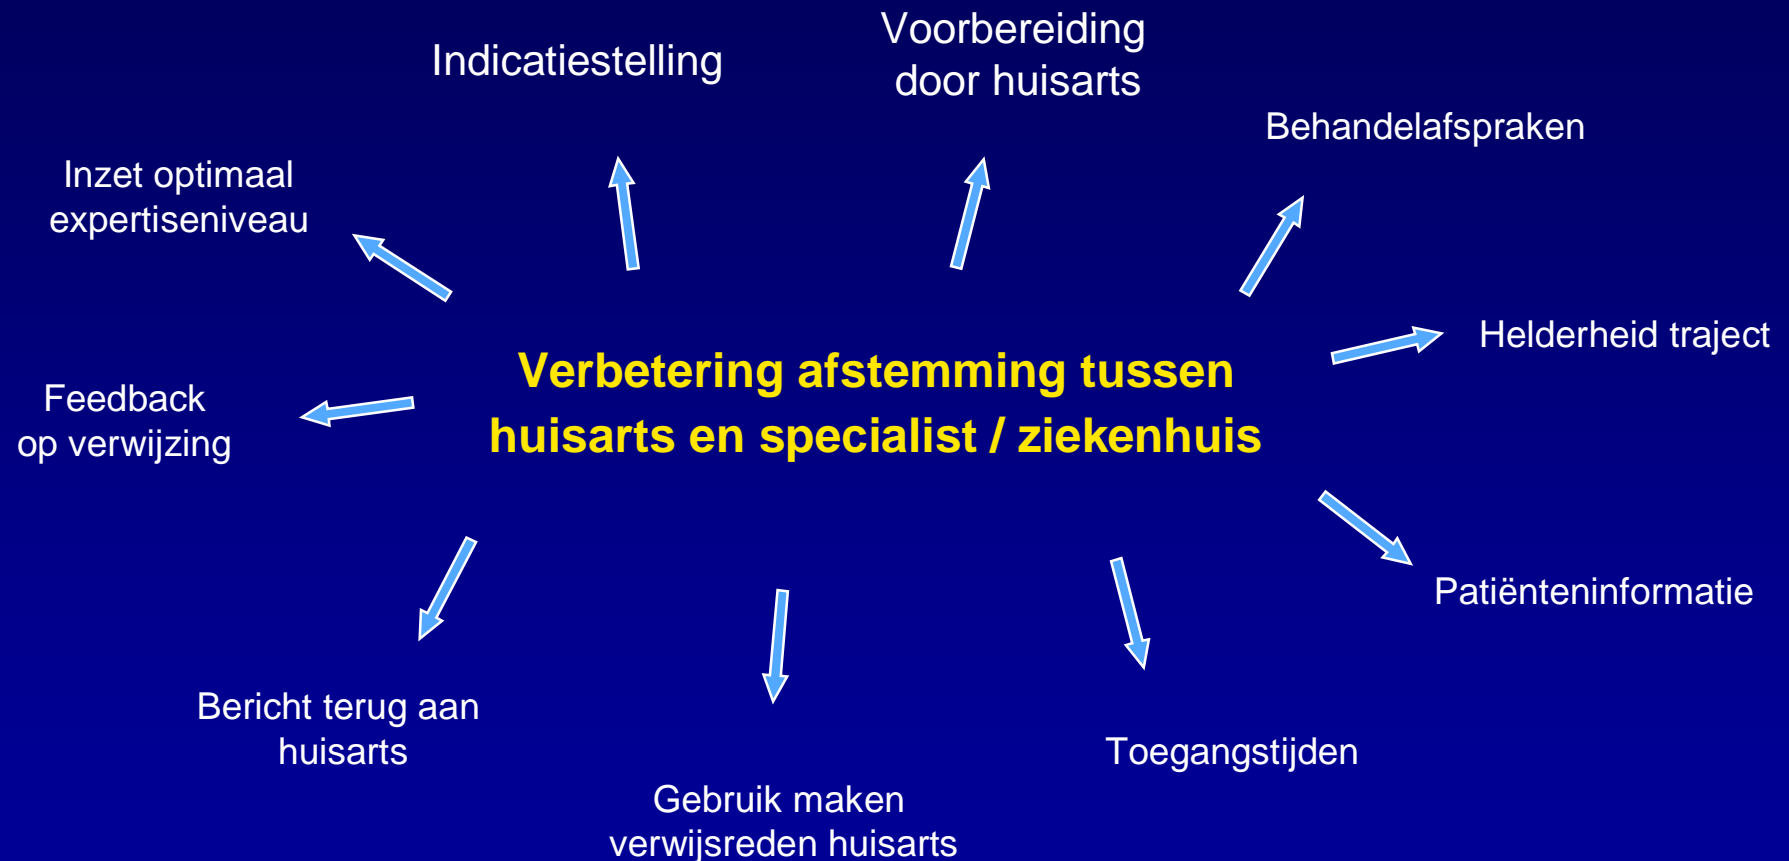 Indicatiestelling
Voorbereiding
door huisarts
Behandelafspraken
Inzet optimaal
expertiseniveau
Helderheid traject
Verbetering afstemming tussen
huisarts en specialist / ziekenhuis
Feedback
op verwijzing
Patiënteninformatie
Bericht terug aan
huisarts
Toegangstijden
Gebruik maken
verwijsreden huisarts